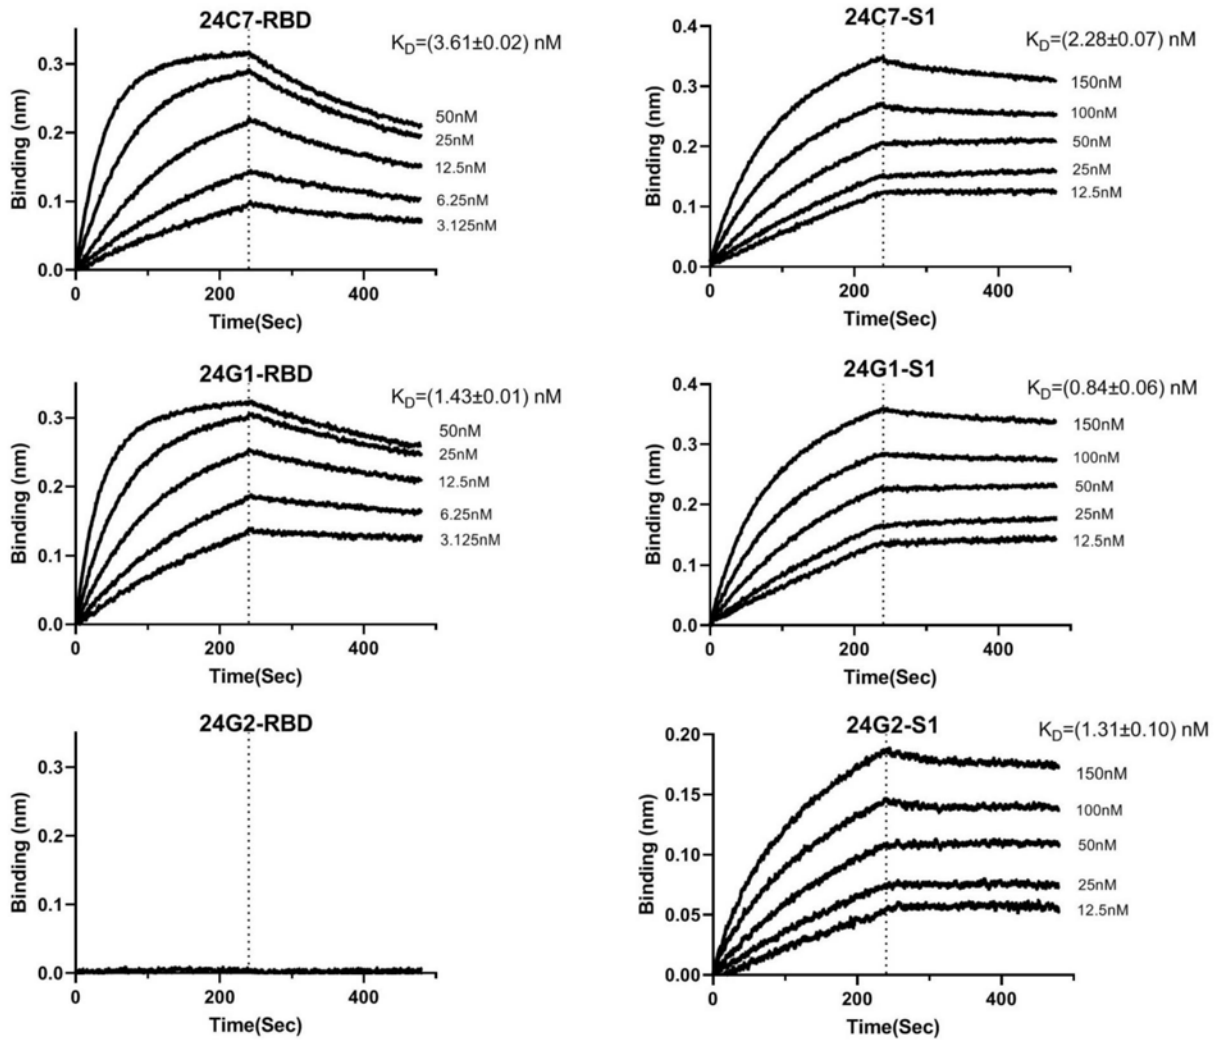 24C7-RBD
K_D=(3.61±0.02) nM
Binding (nm)
0.3
0.2
0.1
0.0
50nM
25nM
12.5nM
6.25nM
3.125nM
0 200 400
Time(Sec)
24C7-S1
K_D=(2.28±0.07) nM
Binding (nm)
0.4
0.3
0.2
0.1
0.0
150nM
100nM
50nM
25nM
12.5nM
0 200 400
Time(Sec)
24G1-RBD
K_D=(1.43±0.01) nM
Binding (nm)
0.3
0.2
0.1
0.0
50nM
25nM
12.5nM
6.25nM
3.125nM
0 200 400
Time(Sec)
24G1-S1
K_D=(0.84±0.06) nM
Binding (nm)
0.4
0.3
0.2
0.1
0.0
150nM
100nM
50nM
25nM
12.5nM
0 200 400
Time(Sec)
24G2-RBD
Binding (nm)
0.3
0.2
0.1
0.0
0 200 400
Time(Sec)
24G2-S1
K_D=(1.31±0.10) nM
Binding (nm)
0.20
0.15
0.10
0.05
0.00
150nM
100nM
50nM
25nM
12.5nM
0 200 400
Time(Sec)